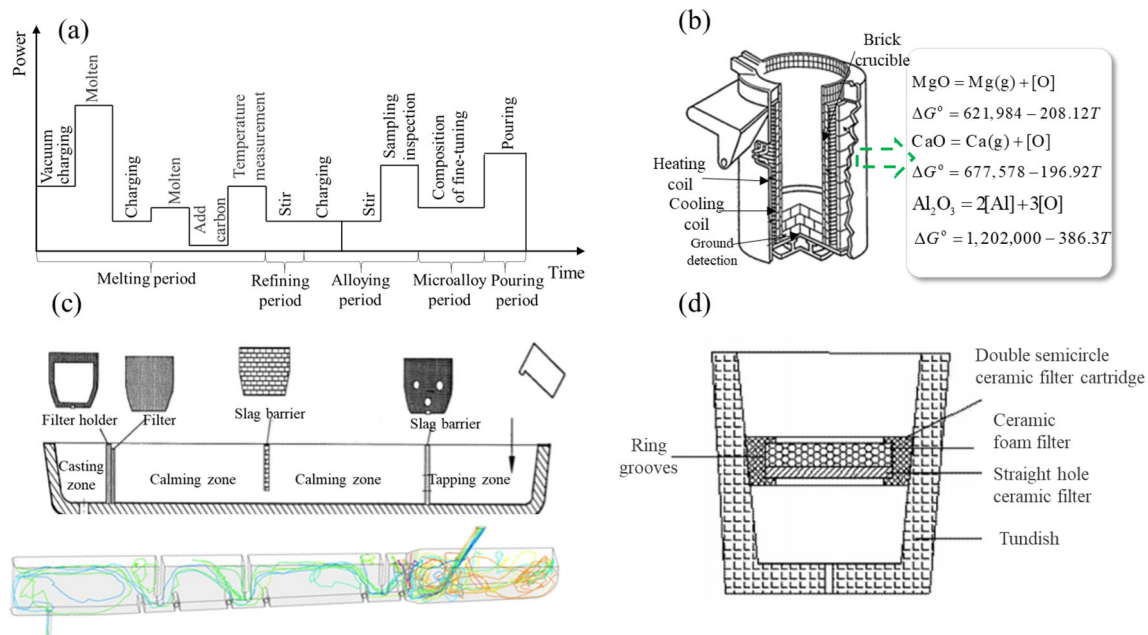 (a)
Power
Vacuum
charging
Molten
Charging
Molten
Add
carbon
Temperature
measurement
Stir
Charging
Stir
Sampling
inspection
Composition
of fine-tuning
Pouring
Time
Melting period
Refining
period
Alloying
period
Microalloy
period
Pouring
period
(b)
Brick
crucible
Heating
coil
Cooling
coil
Ground
detection
MgO = Mg(g) + [O]
ΔG° = 621,984 − 208.12T
CaO = Ca(g) + [O]
ΔG° = 677,578 − 196.92T
Al₂O₃ = 2[Al] + 3[O]
ΔG° = 1,202,000 − 386.3T
(c)
Filter holder
Filter
Slag barrier
Slag barrier
Casting
zone
Calming zone
Calming zone
Tapping zone
(d)
Double semicircle
ceramic filter cartridge
Ceramic
foam filter
Ring
grooves
Straight hole
ceramic filter
Tundish